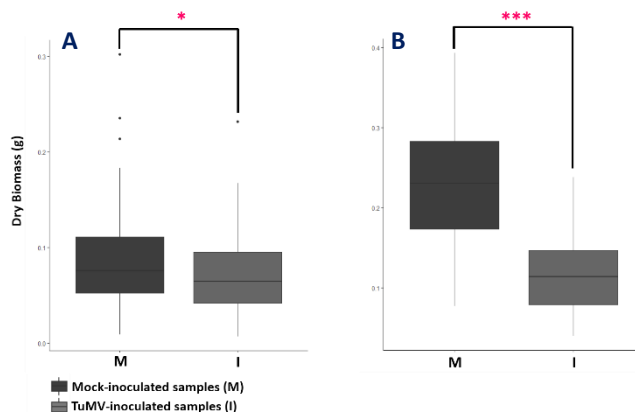 *
***
A
B
Dry Biomass (g)
0.3
0.2
0.1
0.0
0.4
0.3
0.2
0.1
M
I
M
I
Mock-inoculated samples (M)
TuMV-inoculated samples (I)